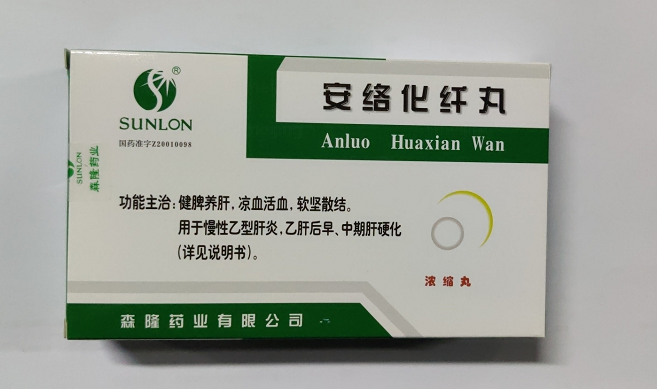 SUNLON
国药准字Z20010098
安络化纤丸
Anluo Huaxian Wan
SUNLON
森隆药业
功能主治:健脾养肝,凉血活血,软坚散结。
用于慢性乙型肝炎,乙肝后早、中期肝硬化
(详见说明书)。
浓缩丸
森隆药业有限公司